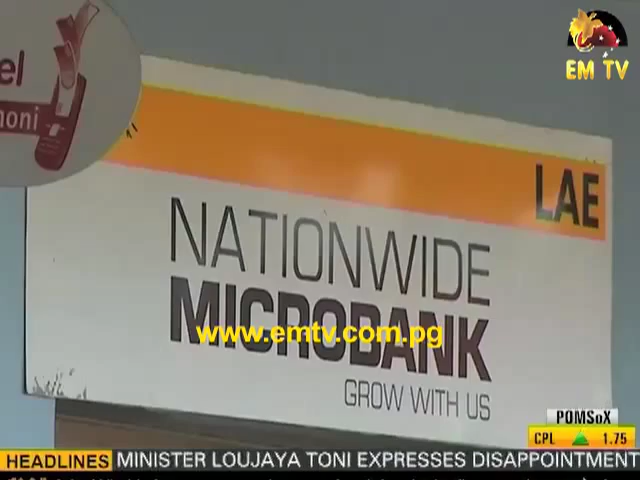 el
moni
EM TV
LAE
NATIONWIDE
MICROBANK
www.emtv.com.pg
GROW WITH US
POMSoX
CPL 1.75
HEADLINES MINISTER LOUJAYA TONI EXPRESSES DISAPPOINTMENT